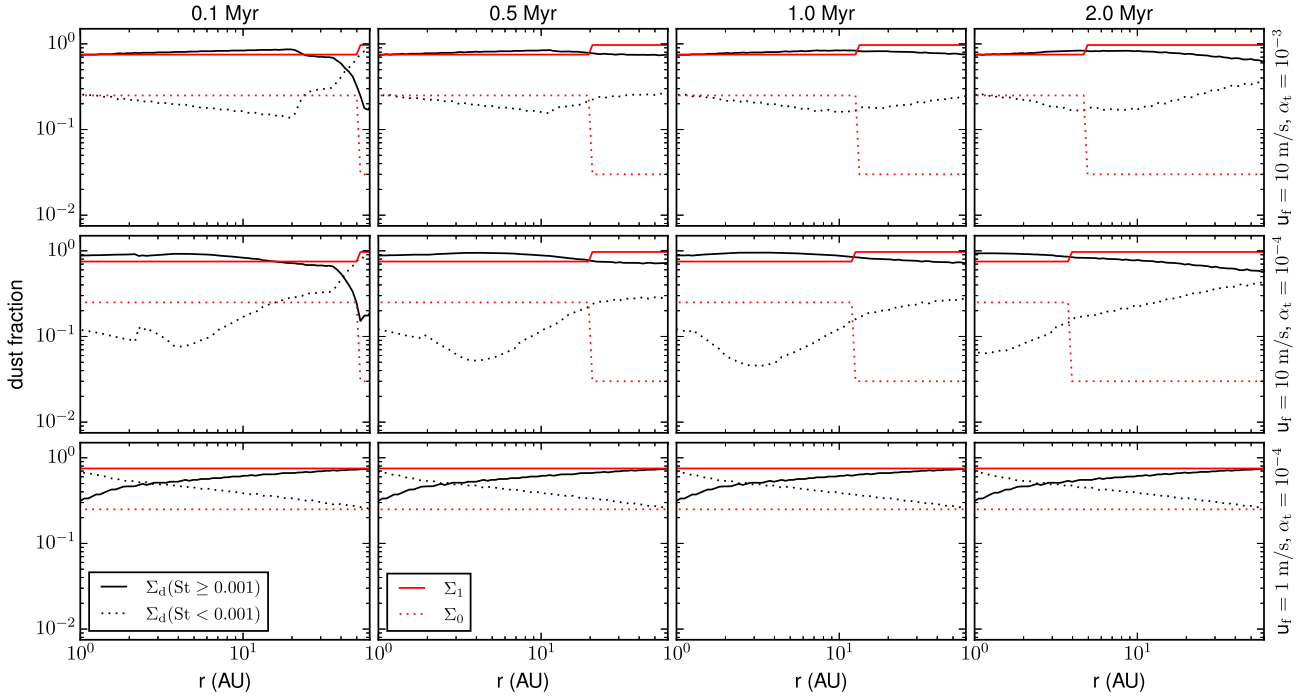 0.1 Myr 0.5 Myr 1.0 Myr 2.0 Myr
10⁰
10⁻¹
10⁻²
u_f = 10 m/s, α_t = 10⁻³
10⁰
10⁻¹
10⁻²
u_f = 10 m/s, α_t = 10⁻⁴
dust fraction
10⁰
10⁻¹
10⁻²
u_f = 1 m/s, α_t = 10⁻⁴
Σ_d(St ≥ 0.001)
Σ_d(St < 0.001)
Σ_1
Σ_0
10⁰ 10¹ 10⁰ 10¹ 10⁰ 10¹ 10⁰ 10¹
r (AU) r (AU) r (AU) r (AU)